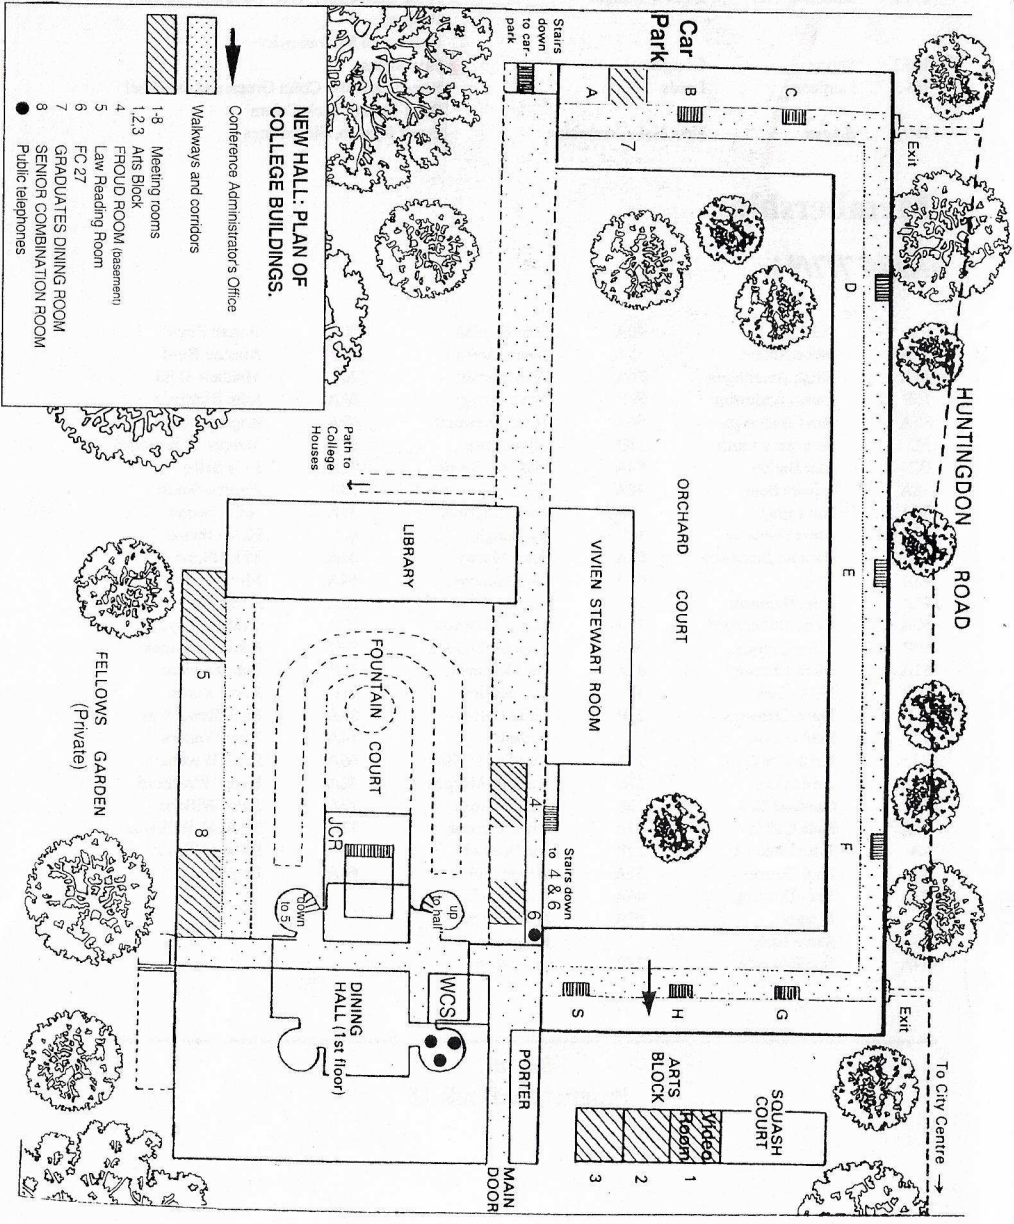 HUNTINGDON ROAD
To City Centre →
Exit
Exit
Car
Park
C
B
A
7
D
E
F
G
H
S
Stairs
down
to car-
park
ORCHARD COURT
VIVIEN STEWART ROOM
4
Stairs down
to 4 & 6
6
SQUASH
COURT
ARTS
BLOCK
Video
Room
1
2
3
PORTER
MAIN
DOOR
Path to
College
Houses
LIBRARY
FOUNTAIN COURT
JCR
up
to hall
down
to 5
WCS
DINING
HALL (1st floor)
5
8
FELLOWS GARDEN
(Private)
NEW HALL: PLAN OF
COLLEGE BUILDINGS.
Conference Administrator's Office
Walkways and corridors
1-8 Meeting rooms
1,2,3 Arts Block
4 FROUD ROOM (basement)
5 Law Reading Room
6 FC 27
7 GRADUATES DINING ROOM
8 SENIOR COMBINATION ROOM
● Public telephones